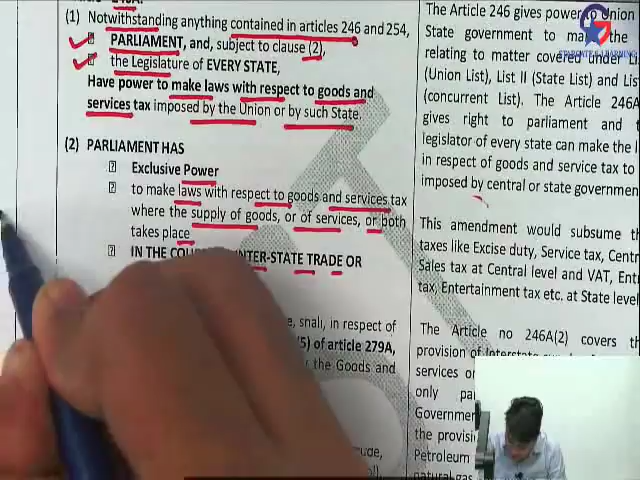 (1) Notwithstanding anything contained in articles 246 and 254,
PARLIAMENT, and, subject to clause (2),
the Legislature of EVERY STATE,
Have power to make laws with respect to goods and
services tax imposed by the Union or by such State.
(2) PARLIAMENT HAS
Exclusive Power
to make laws with respect to goods and services tax
where the supply of goods, or of services, or both
takes place
IN THE INTER-STATE TRADE OR
shall, in respect of
(5) of article 279A,
the Goods and
The Article 246 gives power to Union
State government to make the
relating to matter covered under
(Union List), List II (State List) and List
(concurrent List). The Article 246A
gives right to parliament and
legislator of every state can make the
in respect of goods and service tax to
imposed by central or state
This amendment would subsume
taxes like Excise duty, Service tax,
Sales tax at Central level and VAT,
tax, Entertainment tax etc. at State level
The Article no 246A(2) covers
provision of
services or
only
the
Petroleum
natural gas